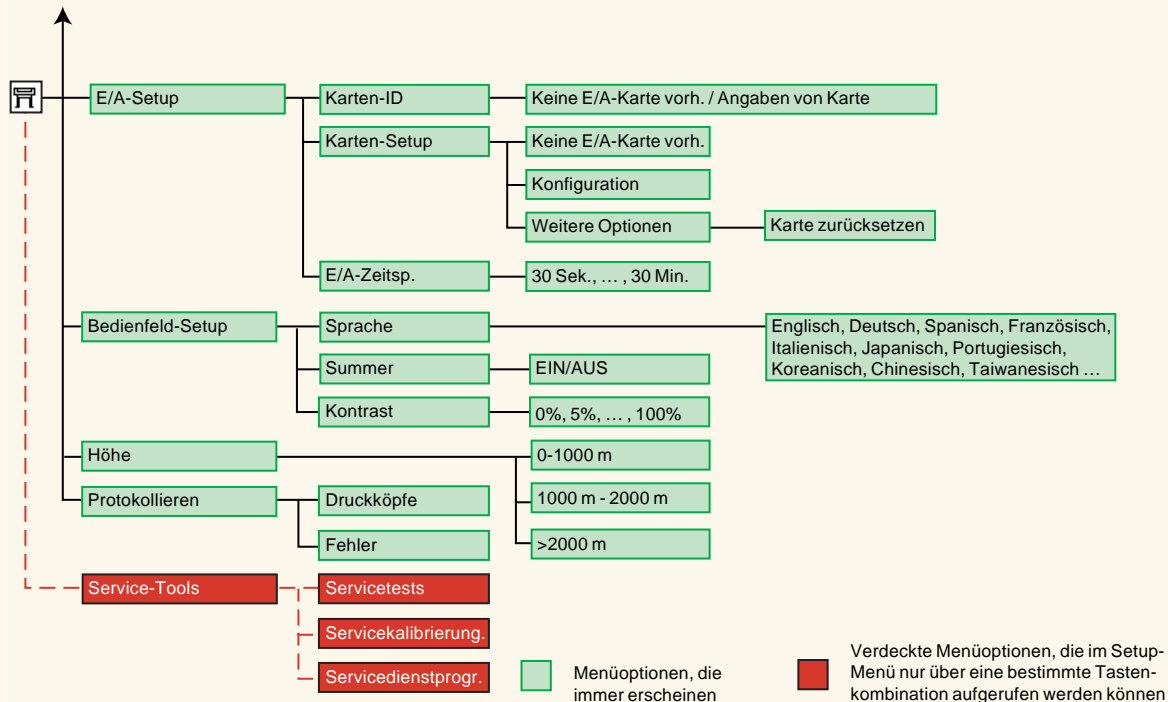 E/A-Setup
Karten-ID
Keine E/A-Karte vorh. / Angaben von Karte
Karten-Setup
Keine E/A-Karte vorh.
Konfiguration
Weitere Optionen
Karte zurücksetzen
E/A-Zeitsp.
30 Sek., ... , 30 Min.
Bedienfeld-Setup
Sprache
Englisch, Deutsch, Spanisch, Französisch,
Italienisch, Japanisch, Portugiesisch,
Koreanisch, Chinesisch, Taiwanesisch ...
Summer
EIN/AUS
Kontrast
0%, 5%, ... , 100%
Höhe
0-1000 m
1000 m - 2000 m
>2000 m
Protokollieren
Druckköpfe
Fehler
Service-Tools
Servicetests
Servicekalibrierung.
Servicedienstprogr.
Menüoptionen, die
immer erscheinen
Verdeckte Menüoptionen, die im Setup-
Menü nur über eine bestimmte Tasten-
kombination aufgerufen werden können